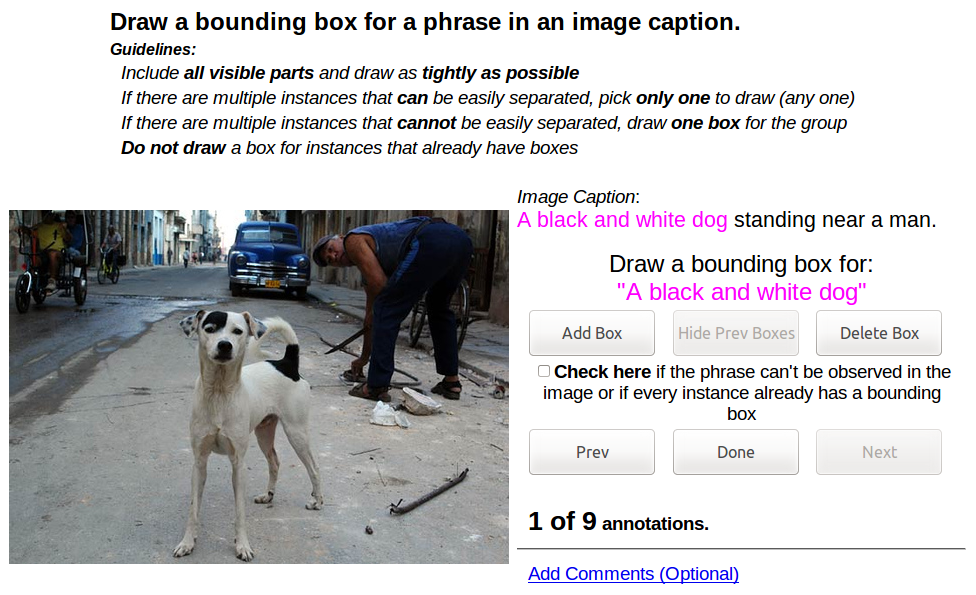 Draw a bounding box for a phrase in an image caption.
Guidelines:
Include all visible parts and draw as tightly as possible
If there are multiple instances that can be easily separated, pick only one to draw (any one)
If there are multiple instances that cannot be easily separated, draw one box for the group
Do not draw a box for instances that already have boxes
Image Caption:
A black and white dog standing near a man.
Draw a bounding box for:
"A black and white dog"
Add Box
Hide Prev Boxes
Delete Box
Check here if the phrase can't be observed in the
image or if every instance already has a bounding
box
Prev
Done
Next
1 of 9 annotations.
Add Comments (Optional)